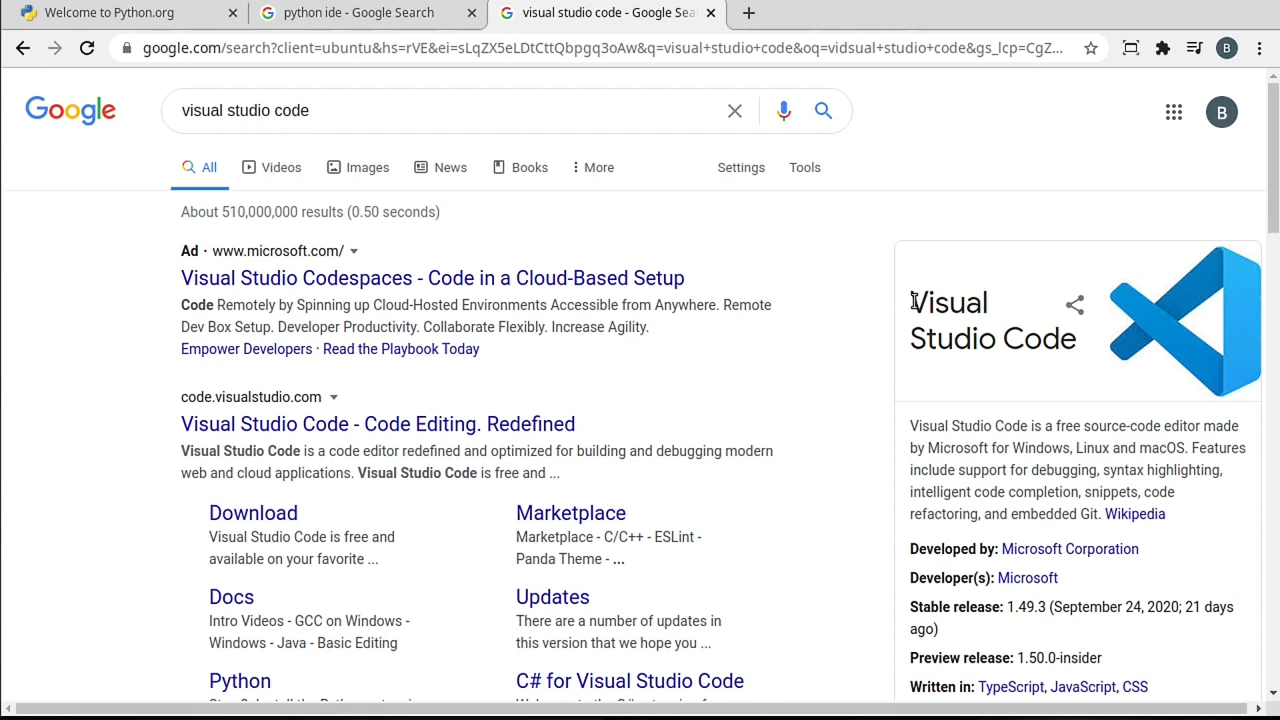 Welcome to Python.org
python ide - Google Search
visual studio code - Google Sea
google.com/search?client=ubuntu&hs=rVE&ei=sLqZX5eLDtCttQbpgq3oAw&q=visual+studio+code&oq=vidsual+studio+code&gs_lcp=CgZ...
B
Google
visual studio code
B
All
Videos
Images
News
Books
More
Settings
Tools
About 510,000,000 results (0.50 seconds)
Ad · www.microsoft.com/
Visual Studio Codespaces - Code in a Cloud-Based Setup
Code Remotely by Spinning up Cloud-Hosted Environments Accessible from Anywhere. Remote
Dev Box Setup. Developer Productivity. Collaborate Flexibly. Increase Agility.
Empower Developers · Read the Playbook Today
code.visualstudio.com
Visual Studio Code - Code Editing. Redefined
Visual Studio Code is a code editor redefined and optimized for building and debugging modern
web and cloud applications. Visual Studio Code is free and ...
Download
Visual Studio Code is free and
available on your favorite ...
Marketplace
Marketplace - C/C++ - ESLint -
Panda Theme - ...
Docs
Intro Videos - GCC on Windows -
Windows - Java - Basic Editing
Updates
There are a number of updates in
this version that we hope you ...
Python
C# for Visual Studio Code
Visual
Studio Code
Visual Studio Code is a free source-code editor made
by Microsoft for Windows, Linux and macOS. Features
include support for debugging, syntax highlighting,
intelligent code completion, snippets, code
refactoring, and embedded Git. Wikipedia
Developed by: Microsoft Corporation
Developer(s): Microsoft
Stable release: 1.49.3 (September 24, 2020; 21 days
ago)
Preview release: 1.50.0-insider
Written in: TypeScript, JavaScript, CSS